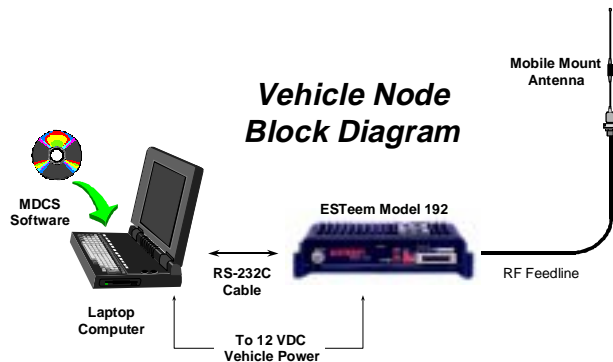 Mobile Mount
Antenna
Vehicle Node
Block Diagram
MDCS
Software
ESTeem Model 192
RS-232C
Cable
RF Feedline
Laptop
Computer
To 12 VDC
Vehicle Power